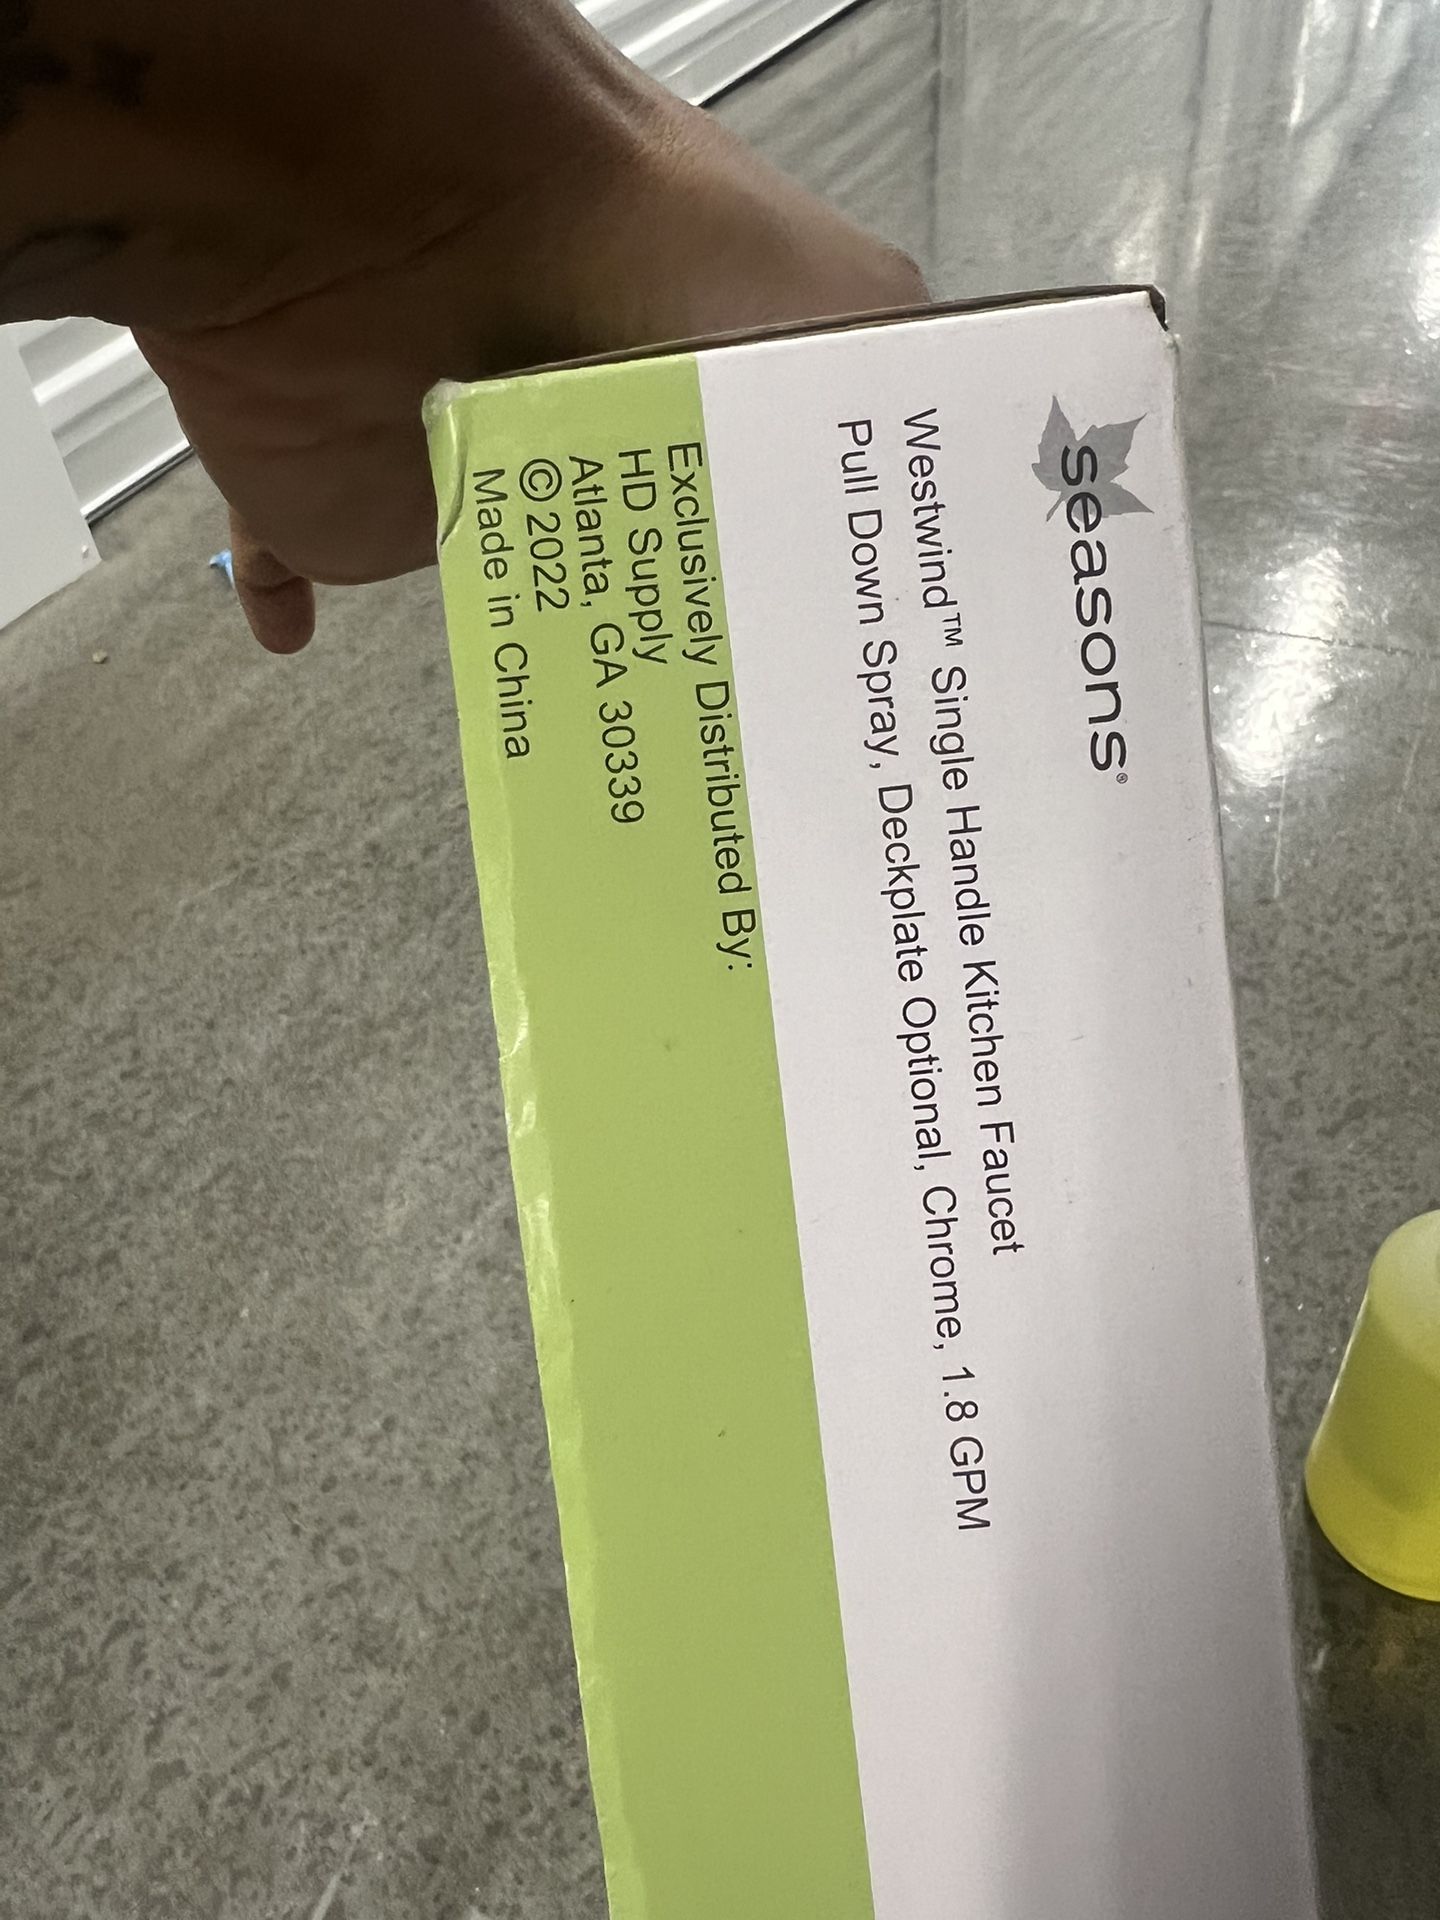 seasons®
Westwind™ Single Handle Kitchen Faucet
Pull Down Spray, Deckplate Optional, Chrome, 1.8 GPM
Exclusively Distributed By:
HD Supply
Atlanta, GA 30339
©2022
Made in China